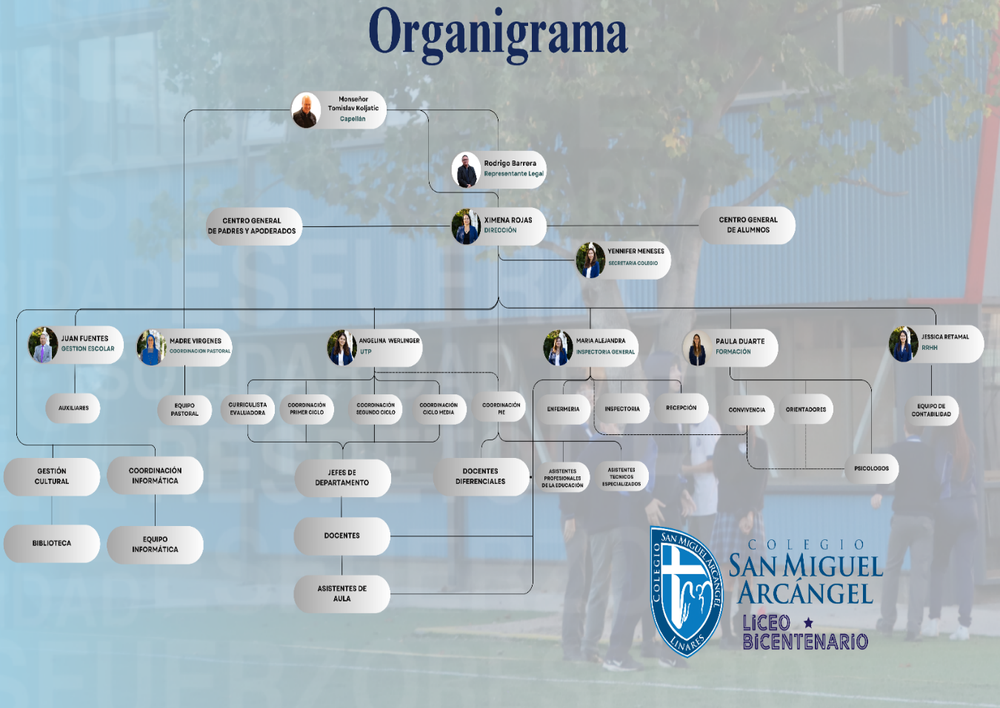 Organigrama
Monseñor
Tomislav Koljatic
Capellán
Rodrigo Barrera
Representante Legal
CENTRO GENERAL
DE PADRES Y APODERADOS
XIMENA ROJAS
DIRECCIÓN
CENTRO GENERAL
DE ALUMNOS
YENNIFER MENESES
SECRETARIA COLEGIO
JUAN FUENTES
GESTION ESCOLAR
MADRE VIRGENES
COORDINACION PASTORAL
ANGELINA WERLINGER
UTP
MARIA ALEJANDRA
INSPECTORIA GENERAL
PAULA DUARTE
FORMACIÓN
JESSICA RETAMAL
RRHH
AUXILIARES
EQUIPO
PASTORAL
CURRICULISTA
EVALUADORA
COORDINACIÓN
PRIMER CICLO
COORDINACIÓN
SEGUNDO CICLO
COORDINACIÓN
CICLO MEDIA
COORDINACIÓN
PIE
ENFERMERIA
INSPECTORIA
RECEPCIÓN
CONVIVENCIA
ORIENTADORES
EQUIPO DE
CONTABILIDAD
GESTIÓN
CULTURAL
COORDINACIÓN
INFORMÁTICA
JEFES DE
DEPARTAMENTO
DOCENTES
DIFERENCIALES
ASISTENTES
PROFESIONALES
DE LA EDUCACIÓN
ASISTENTES
TECNICOS
ESPECIALIZADOS
PSICOLOGOS
BIBLIOTECA
EQUIPO
INFORMÁTICA
DOCENTES
ASISTENTES DE
AULA
COLEGIO SAN MIGUEL ARCÁNGEL
LINARES
COLEGIO
SAN MIGUEL
ARCÁNGEL
LICEO
BICENTENARIO